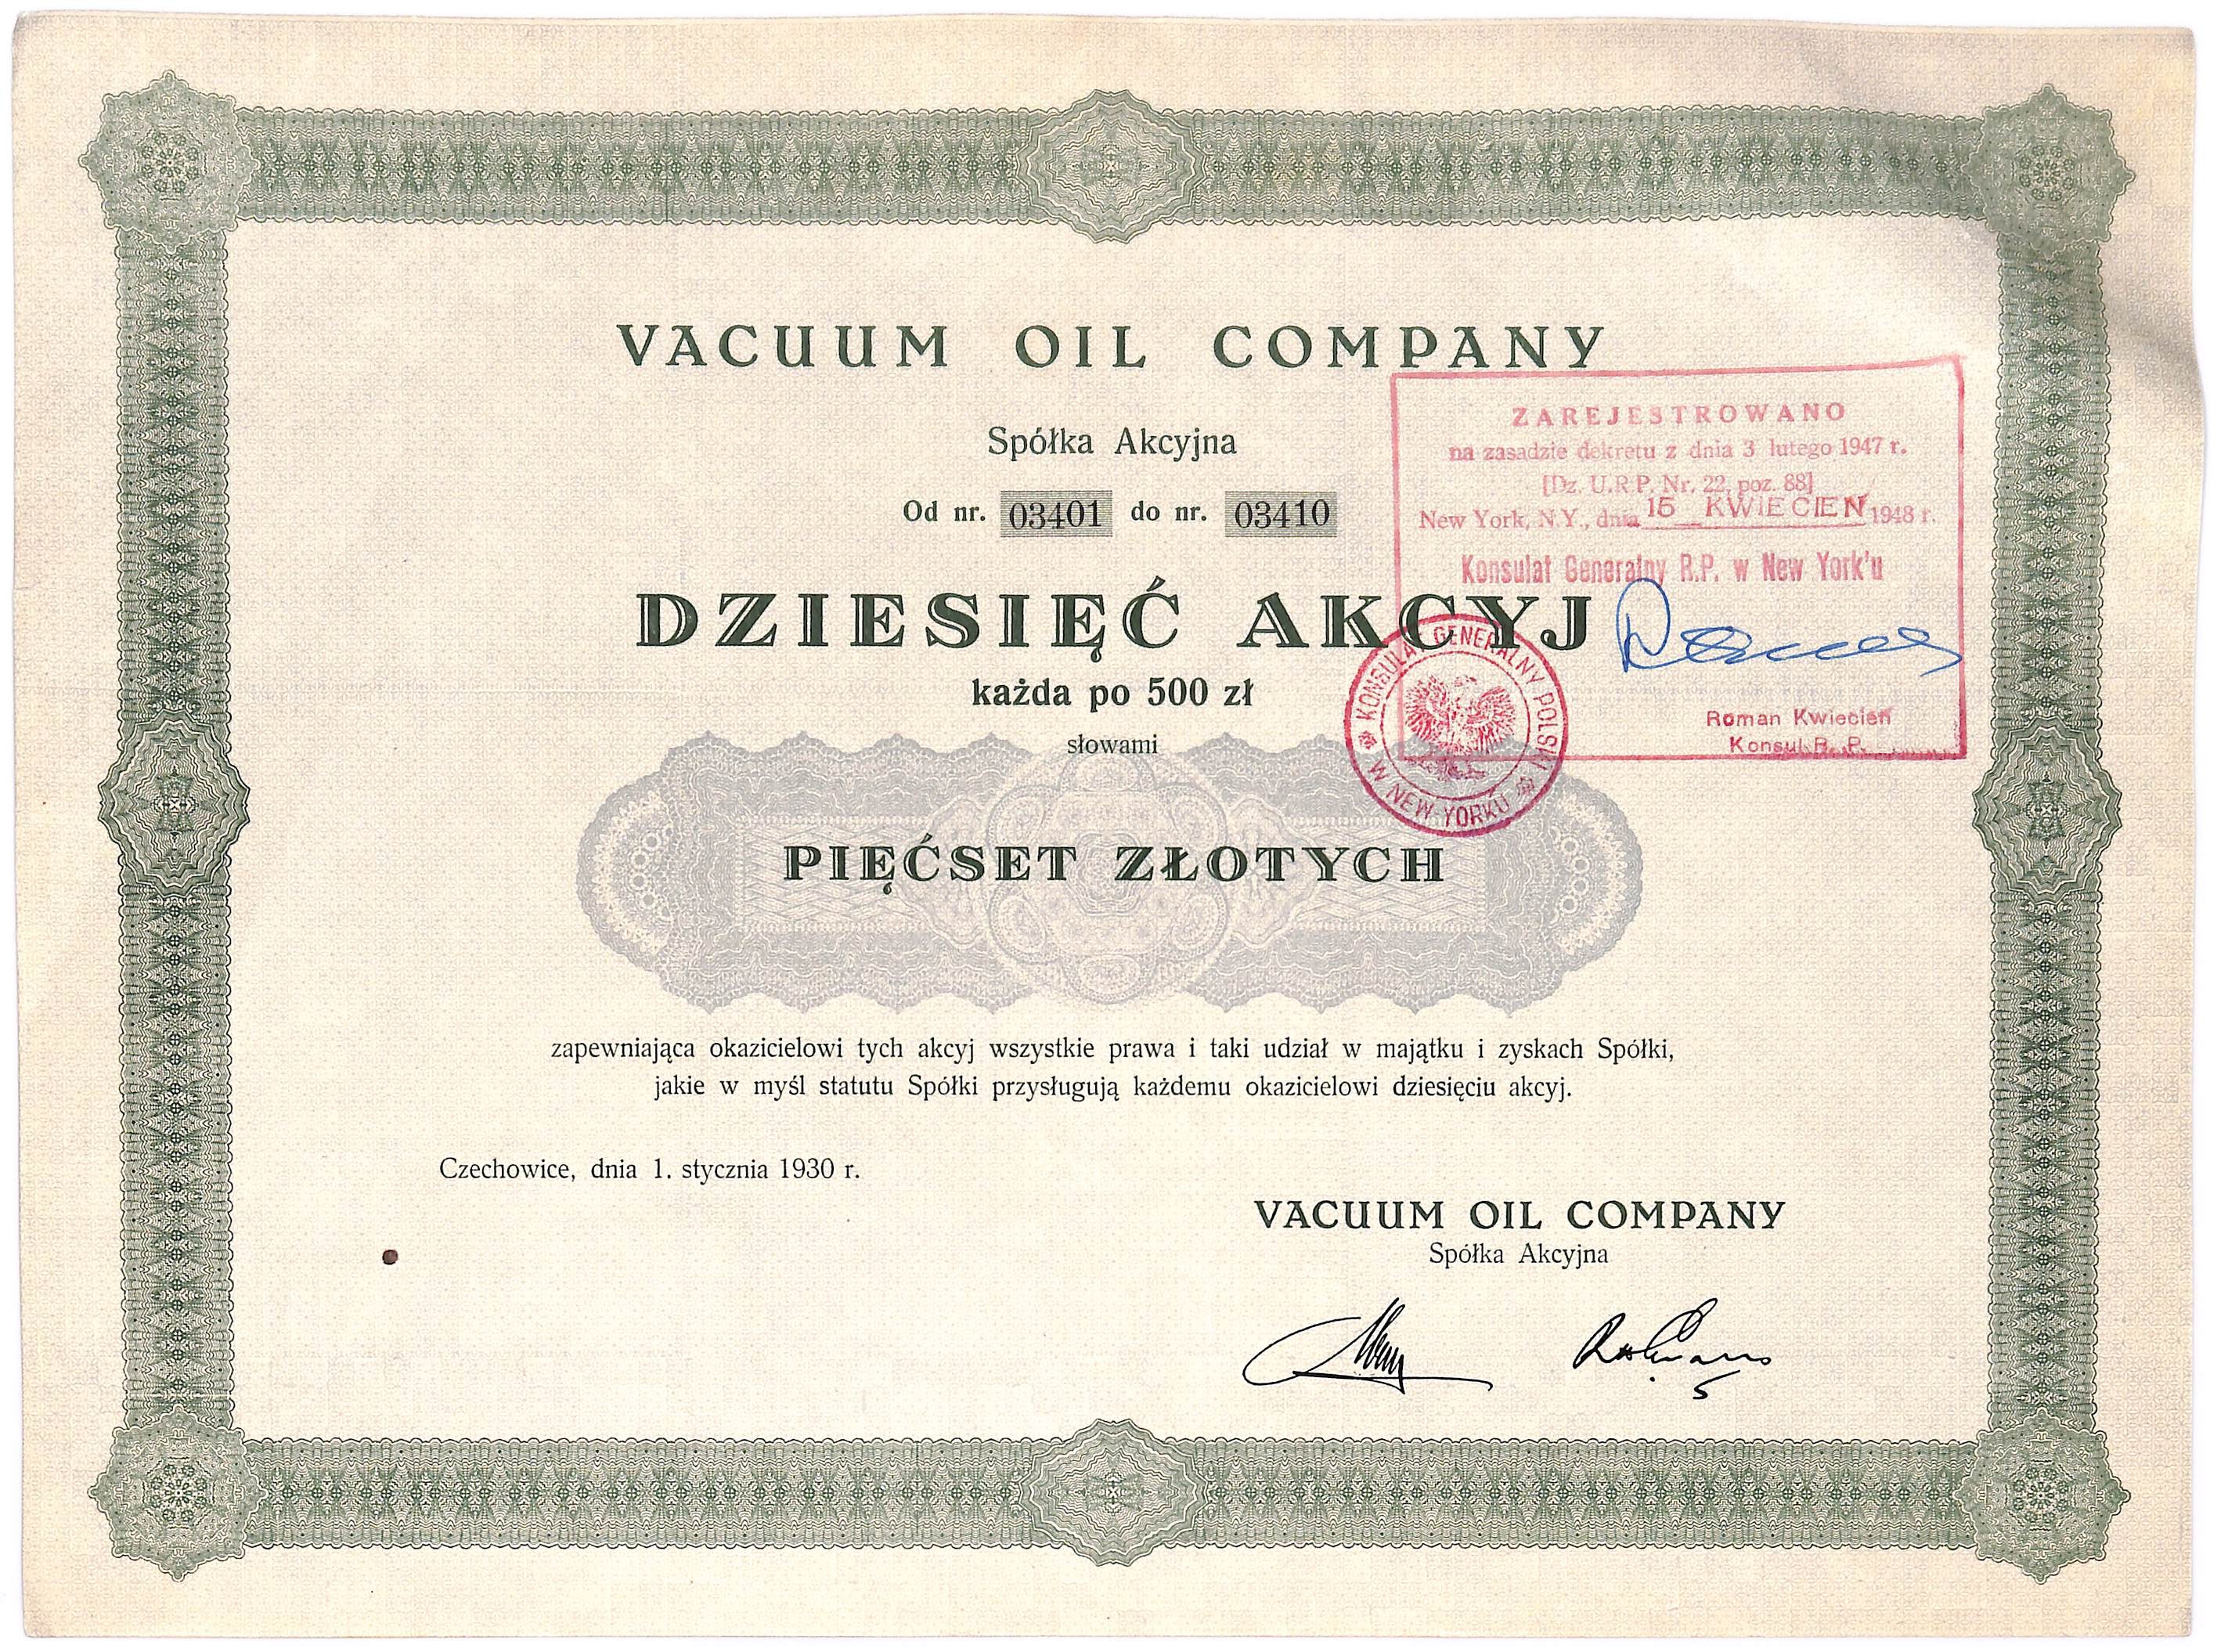 VACUUM OIL COMPANY
Spółka Akcyjna
Od nr. 03401 do nr. 03410
DZIESIĘĆ AKCYJ
każda po 500 zł
słowami
PIĘĆSET ZŁOTYCH
zapewniająca okazicielowi tych akcyj wszystkie prawa i taki udział w majątku i zyskach Spółki,
jakie w myśl statutu Spółki przysługują każdemu okazicielowi dziesięciu akcyj.
Czechowice, dnia 1. stycznia 1930 r.
VACUUM OIL COMPANY
Spółka Akcyjna
ZAREJESTROWANO
na zasadzie dekretu z dnia 3 lutego 1947 r.
[Dz. U.R.P. Nr. 22, poz. 88]
New York, N.Y., dnia 15 KWIECIEN 1948 r.
Konsulat Generalny R.P. w New York'u
Roman Kwiecień
Konsul R. P.
KONSULAT GENERALNY POLSKI
W NEW YORKU